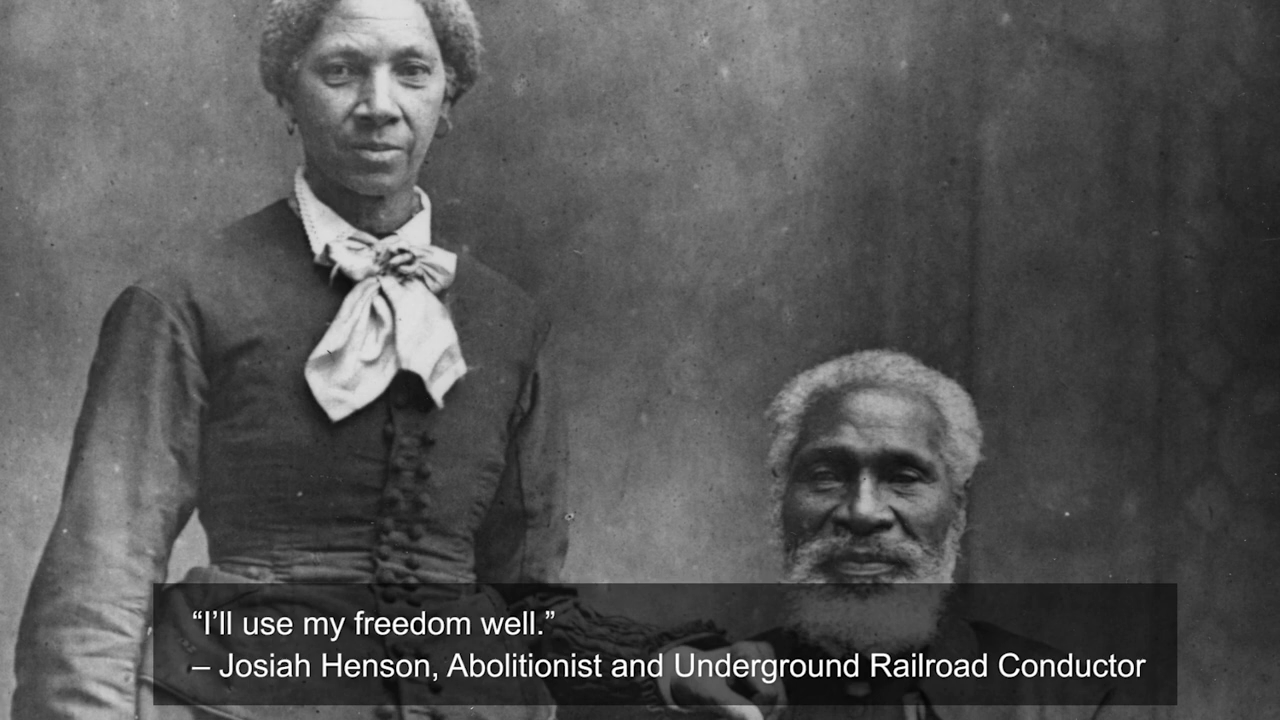 “I’ll use my freedom well.”
– Josiah Henson, Abolitionist and Underground Railroad Conductor